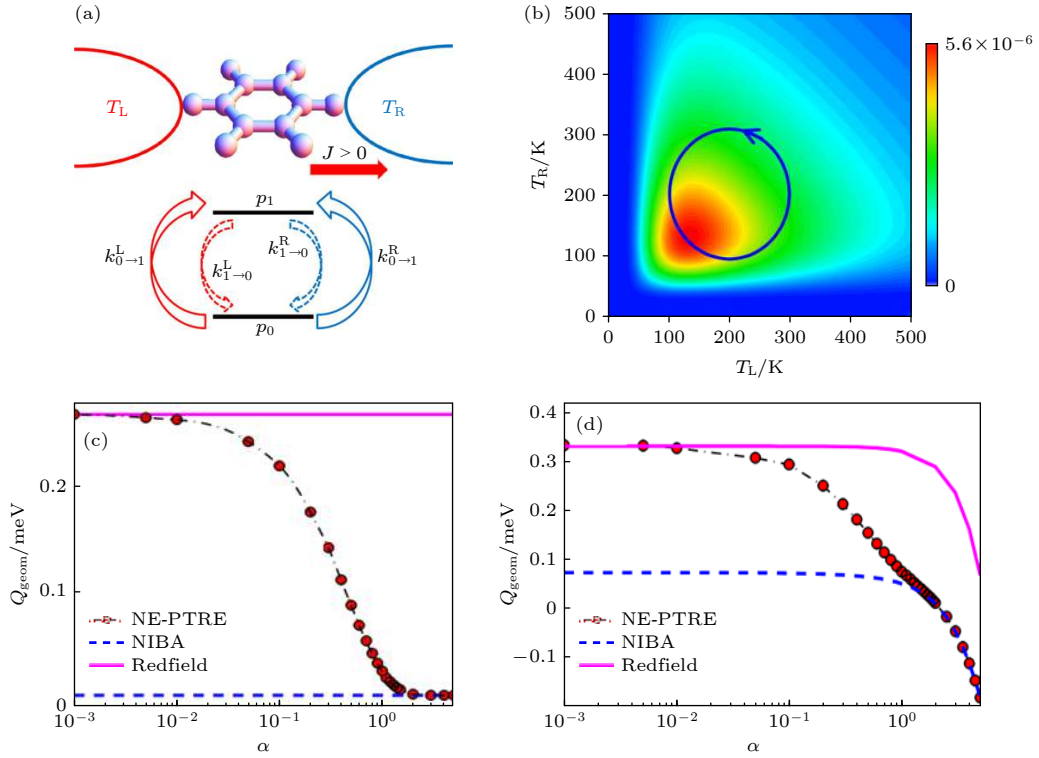 (a)
T_L
T_R
J > 0
p_1
k^L_{0→1}
k^L_{1→0}
k^R_{1→0}
k^R_{0→1}
p_0
(b)
500
400
300
200
100
0
0 100 200 300 400 500
T_R/K
T_L/K
5.6×10^{−6}
0
(c)
0.2
0.1
0
Q_geom/meV
NE-PTRE
NIBA
Redfield
10^{−3} 10^{−2} 10^{−1} 10^0
α
(d)
0.4
0.3
0.2
0.1
0
−0.1
Q_geom/meV
NE-PTRE
NIBA
Redfield
10^{−3} 10^{−2} 10^{−1} 10^0
α